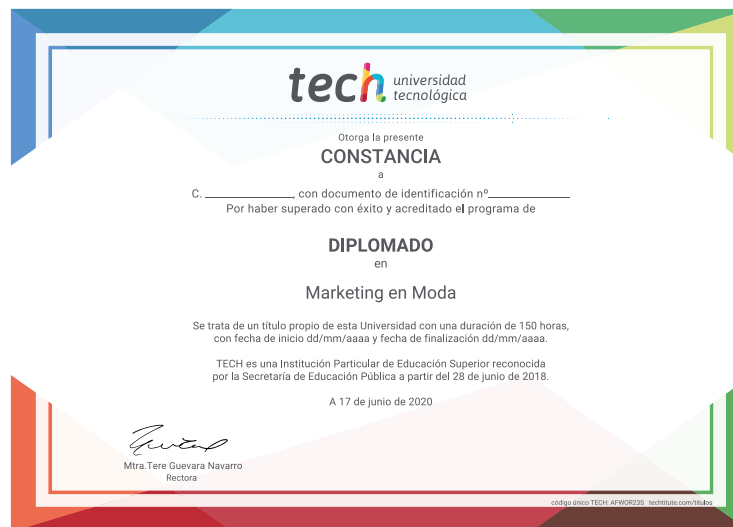 tech universidad
tecnológica
Otorga la presente
CONSTANCIA
a
C. ________________, con documento de identificación nº______________
Por haber superado con éxito y acreditado el programa de
DIPLOMADO
en
Marketing en Moda
Se trata de un título propio de esta Universidad con una duración de 150 horas,
con fecha de inicio dd/mm/aaaa y fecha de finalización dd/mm/aaaa.
TECH es una Institución Particular de Educación Superior reconocida
por la Secretaría de Educación Pública a partir del 28 de junio de 2018.
A 17 de junio de 2020
Mtra.Tere Guevara Navarro
Rectora
código único TECH: AFWOR23S techtitute.com/titulos